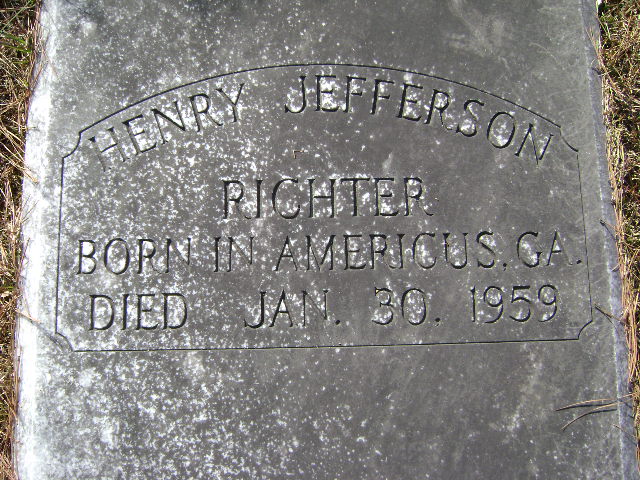 HENRY JEFFERSON
RICHTER
BORN IN AMERICUS, GA.
DIED JAN. 30, 1959